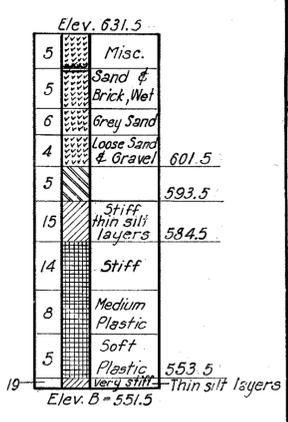 Elev. 631.5
5 Misc.
5 Sand &
Brick, Wet
6 Grey Sand
4 Loose Sand
& Gravel 601.5
5 593.5
15 Stiff
thin silt
layers 584.5
14 Stiff
8 Medium
Plastic
5 Soft
Plastic 553.5
19 very stiff Thin silt layers
Elev. B = 551.5